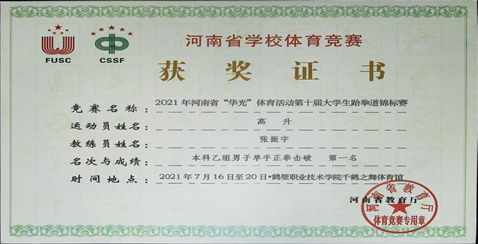 FUSC
CSSF
河南省学校体育竞赛
获奖证书
竞赛名称: 2021年河南省“华光”体育活动第十届大学生跆拳道锦标赛
运动员姓名: 高升
教练员姓名: 张振宇
名次与成绩: 本科乙组男子单手正拳击破 第一名
时间地点: 2021年7月16日至20日·鹤壁职业技术学院千鹤之舞体育馆
河南省教育厅
河南省教育厅
体育竞赛专用章